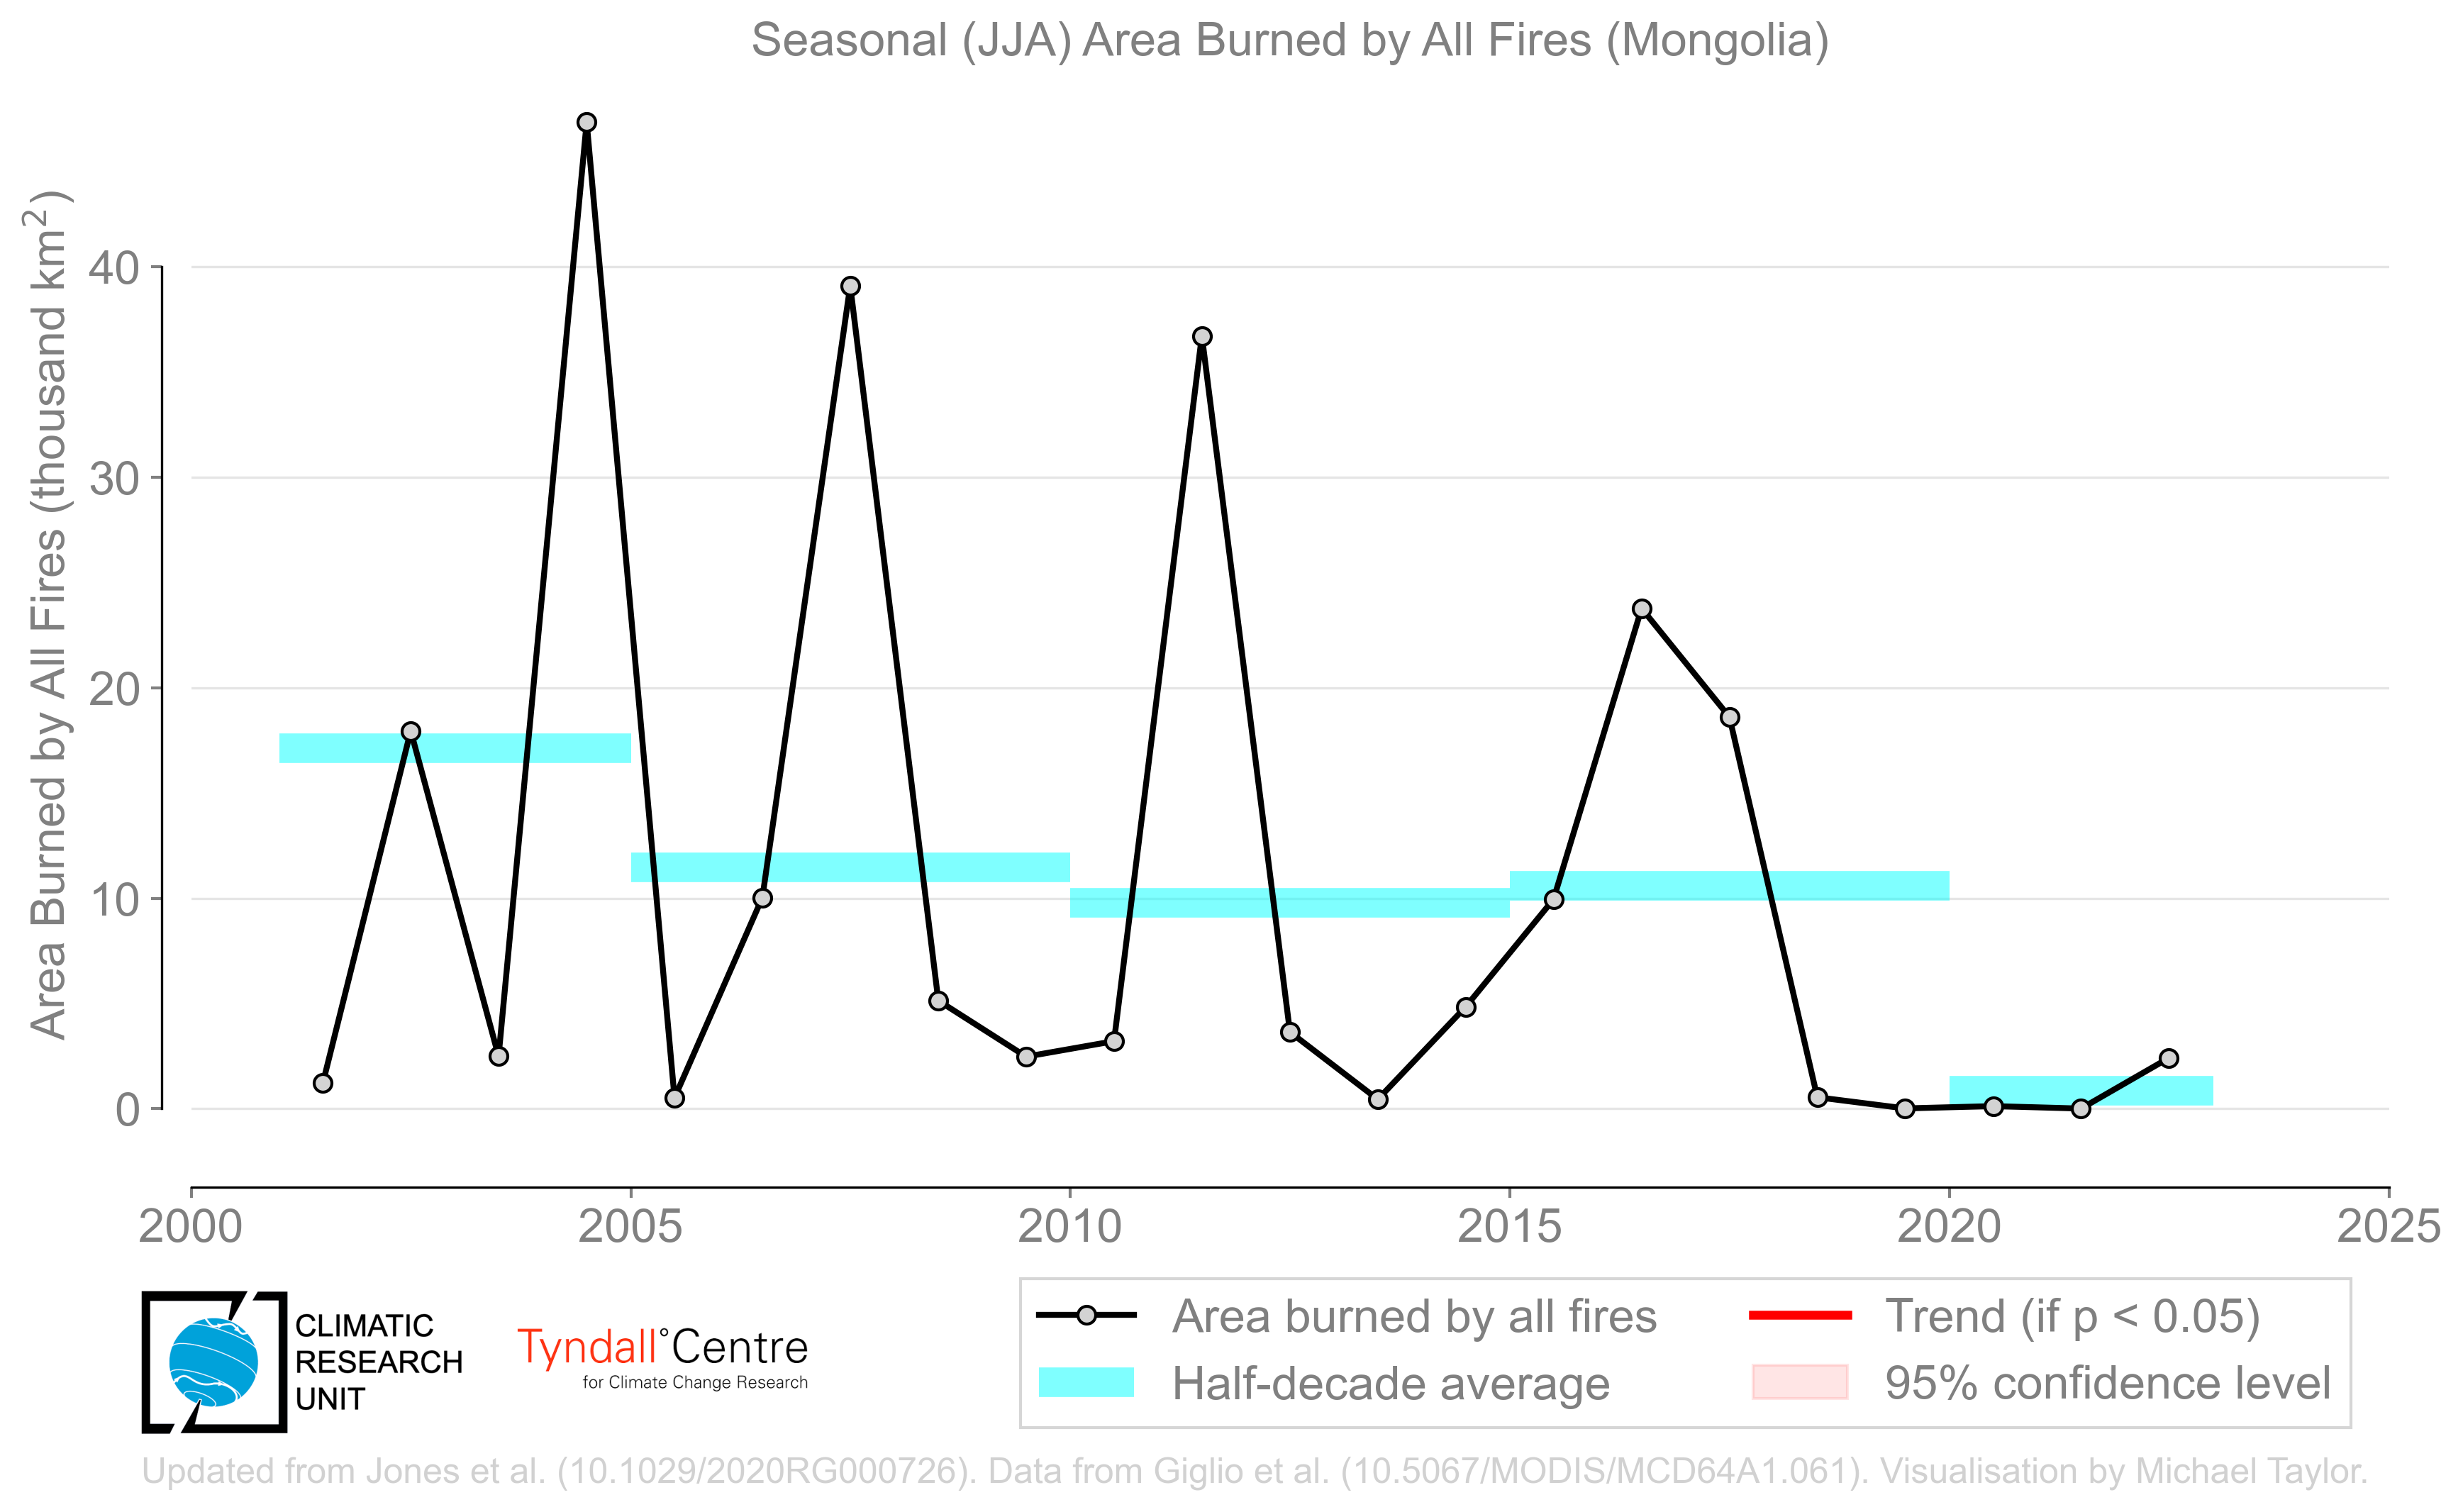 Seasonal (JJA) Area Burned by All Fires (Mongolia)
Area Burned by All Fires (thousand km²)
40
30
20
10
0
2000 2005 2010 2015 2020 2025
CLIMATIC
RESEARCH
UNIT
Tyndall°Centre
for Climate Change Research
Area burned by all fires
Half-decade average
Trend (if p < 0.05)
95% confidence level
Updated from Jones et al. (10.1029/2020RG000726). Data from Giglio et al. (10.5067/MODIS/MCD64A1.061). Visualisation by Michael Taylor.